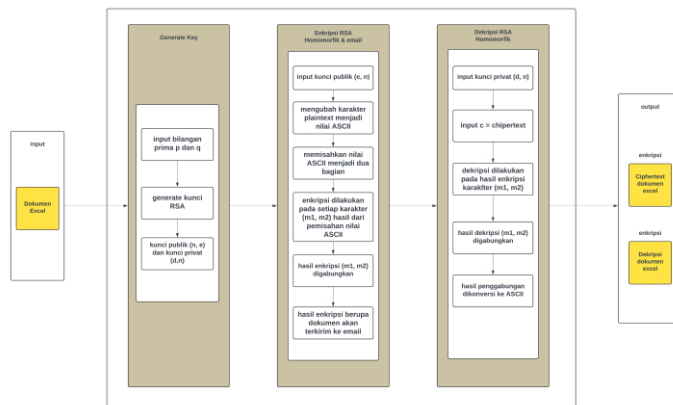 input
Dokumen
Excel
Generate Key
input bilangan
prima p dan q
generate kunci
RSA
kunci publik (n, e)
dan kunci privat
(d,n)
Enkripsi RSA
Homomorfik & email
input kunci publik (e, n)
mengubah karakter
plaintext menjadi
nilai ASCII
memisahkan nilai
ASCII menjadi dua
bagian
enkripsi dilakukan
pada setiap karakter
(m1, m2) hasil dari
pemisahan nilai
ASCII
hasil enkripsi (m1, m2)
digabungkan
hasil enkripsi berupa
dokumen akan
terkirim ke email
Dekripsi RSA
Homomorfik
input kunci privat (d, n)
input c = chipertext
dekripsi dilakukan
pada hasil enkripsi
karaklter (m1, m2)
hasil dekripsi (m1, m2)
digabungkan
hasil penggabungan
dikonversi ke ASCII
output
enkripsi
Ciphertext
dokumen
excel
enkripsi
Dekripsi
dokumen
excel